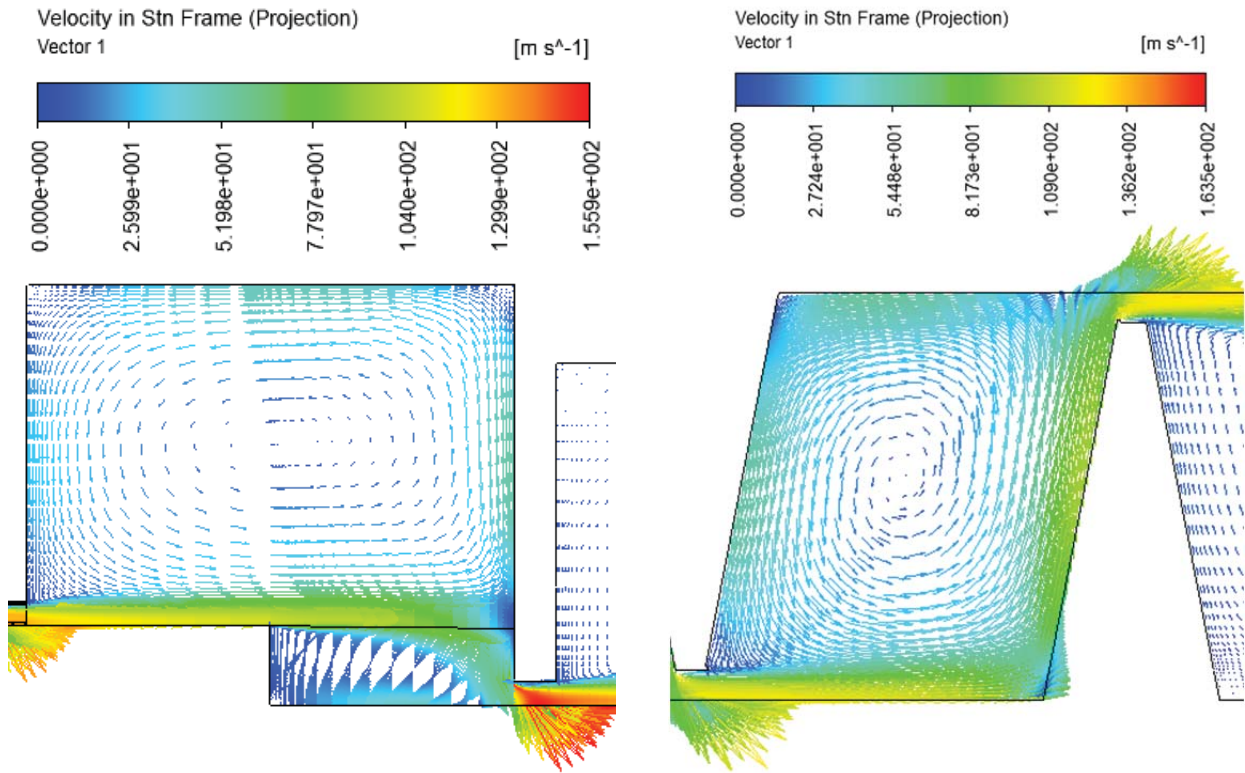 Velocity in Stn Frame (Projection)
Vector 1
[m s^-1]
0.000e+000
2.599e+001
5.198e+001
7.797e+001
1.040e+002
1.299e+002
1.559e+002
Velocity in Stn Frame (Projection)
Vector 1
[m s^-1]
0.000e+000
2.724e+001
5.448e+001
8.173e+001
1.090e+002
1.362e+002
1.635e+002